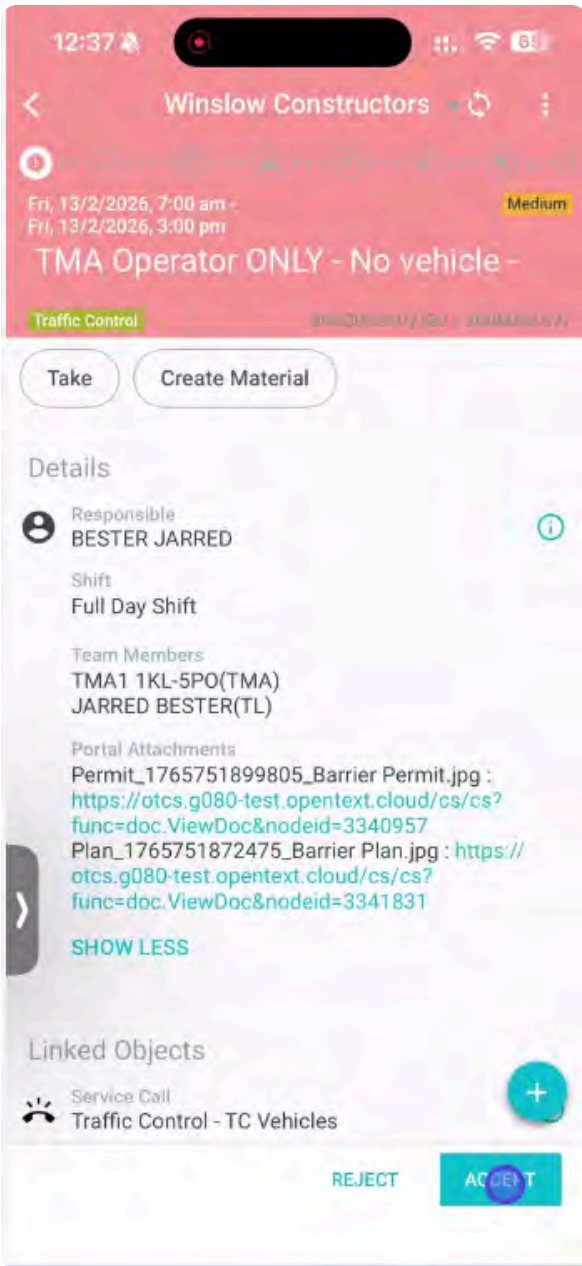 12:37
Winslow Constructors
Fri, 13/2/2026, 7:00 am -
Medium
Fri, 13/2/2026, 3:00 pm
TMA Operator ONLY - No vehicle -
Traffic Control
Take
Create Material
Details
Responsible
BESTER JARRED
Shift
Full Day Shift
Team Members
TMA1 1KL-5PO(TMA)
JARRED BESTER(TL)
Portal Attachments
Permit_1765751899805_Barrier Permit.jpg :
https://otcs.g080-test.opentext.cloud/cs/cs?
func=doc.ViewDoc&nodeid=3340957
Plan_1765751872475_Barrier Plan.jpg : https://
otcs.g080-test.opentext.cloud/cs/cs?
func=doc.ViewDoc&nodeid=3341831
SHOW LESS
Linked Objects
Service Call
Traffic Control - TC Vehicles
REJECT
ACCEPT